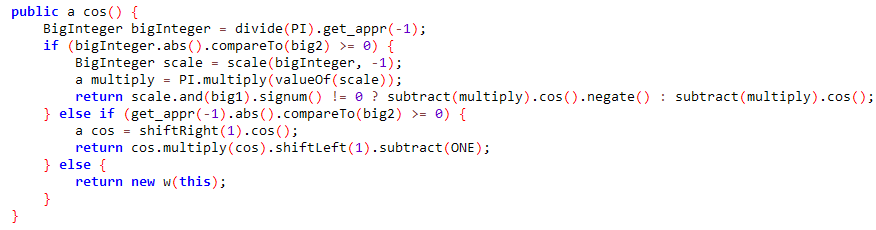 public a cos() {
    BigInteger bigInteger = divide(PI).get_appr(-1);
    if (bigInteger.abs().compareTo(big2) >= 0) {
        BigInteger scale = scale(bigInteger, -1);
        a multiply = PI.multiply(valueOf(scale));
        return scale.and(big1).signum() != 0 ? subtract(multiply).cos().negate() : subtract(multiply).cos();
    } else if (get_appr(-1).abs().compareTo(big2) >= 0) {
        a cos = shiftRight(1).cos();
        return cos.multiply(cos).shiftLeft(1).subtract(ONE);
    } else {
        return new w(this);
    }
}